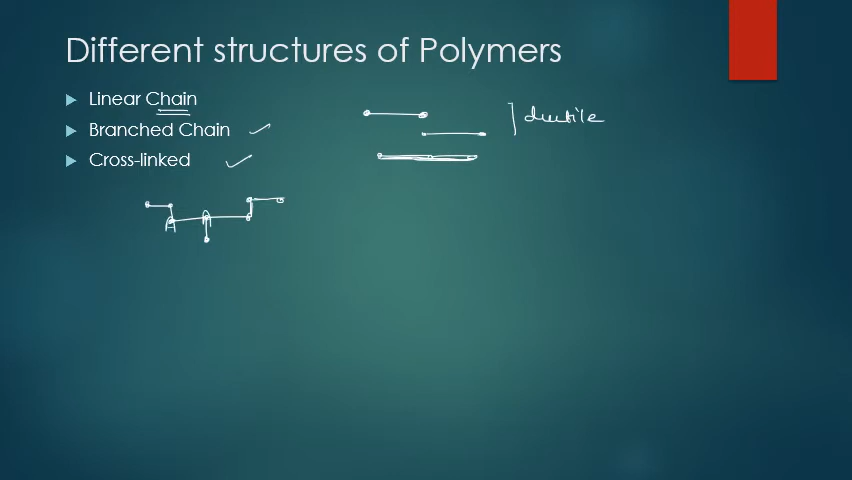 Different structures of Polymers
Linear Chain
Branched Chain
Cross-linked
ductile
A A